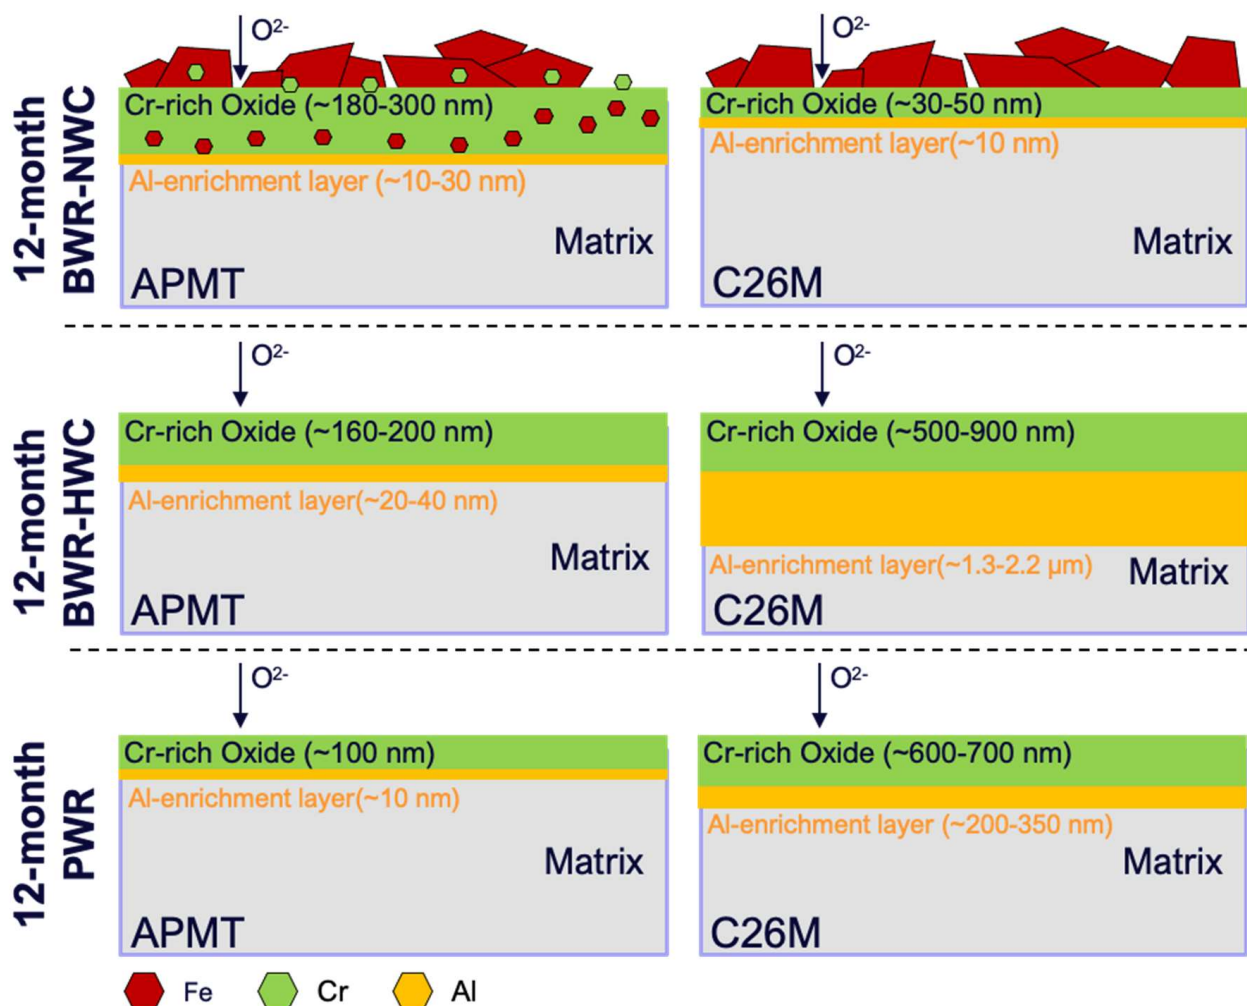 12-month
BWR-NWC
O2-
Cr-rich Oxide (~180-300 nm)
Al-enrichment layer (~10-30 nm)
Matrix
APMT
O2-
Cr-rich Oxide (~30-50 nm)
Al-enrichment layer(~10 nm)
Matrix
C26M
12-month
BWR-HWC
O2-
Cr-rich Oxide (~160-200 nm)
Al-enrichment layer(~20-40 nm)
Matrix
APMT
O2-
Cr-rich Oxide (~500-900 nm)
Al-enrichment layer(~1.3-2.2 μm)
Matrix
C26M
12-month
PWR
O2-
Cr-rich Oxide (~100 nm)
Al-enrichment layer(~10 nm)
Matrix
APMT
O2-
Cr-rich Oxide (~600-700 nm)
Al-enrichment layer (~200-350 nm)
Matrix
C26M
Fe Cr Al